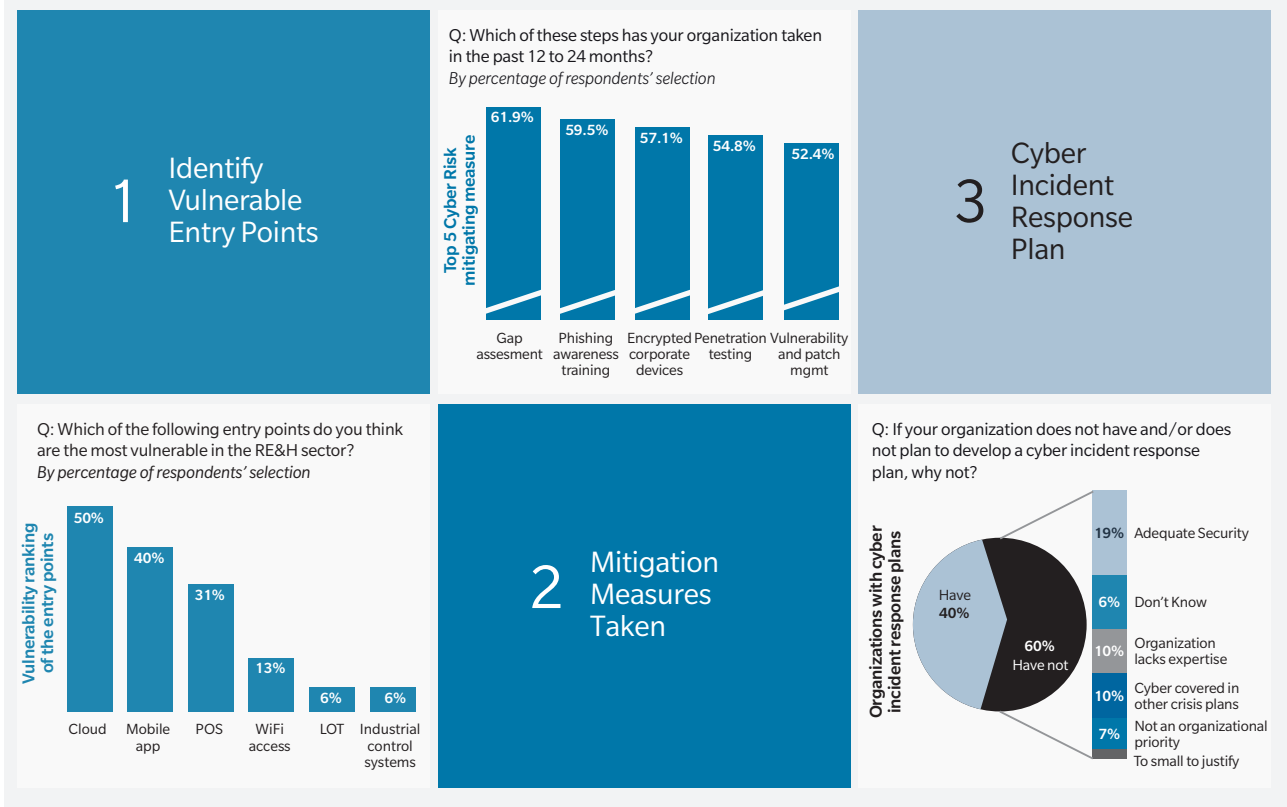 1
Identify
Vulnerable
Entry Points
Q: Which of these steps has your organization taken
in the past 12 to 24 months?
By percentage of respondents' selection
Top 5 Cyber Risk
mitigating measure
61.9%
59.5%
57.1%
54.8%
52.4%
Gap
assesment
Phishing
awareness
training
Encrypted
corporate
devices
Penetration
testing
Vulnerability
and patch
mgmt
3
Cyber
Incident
Response
Plan
Q: Which of the following entry points do you think
are the most vulnerable in the RE&H sector?
By percentage of respondents' selection
Vulnerability ranking
of the entry points
50%
40%
31%
13%
6%
6%
Cloud
Mobile
app
POS
WiFi
access
LOT
Industrial
control
systems
2
Mitigation
Measures
Taken
Q: If your organization does not have and/or does
not plan to develop a cyber incident response
plan, why not?
Organizations with cyber
incident response plans
Have
40%
60%
Have not
19% Adequate Security
6% Don't Know
10% Organization
lacks expertise
10% Cyber covered in
other crisis plans
7% Not an organizational
priority
To small to justify